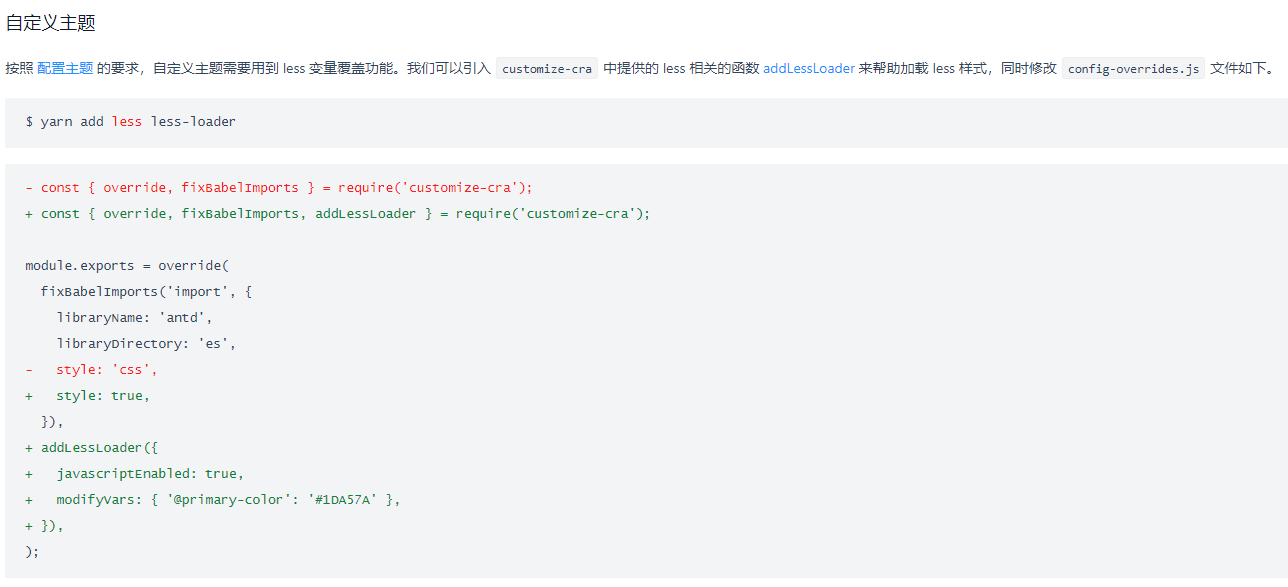 自定义主题
按照 配置主题 的要求，自定义主题需要用到 less 变量覆盖功能。我们可以引入 customize-cra 中提供的 less 相关的函数 addLessLoader 来帮助加载 less 样式，同时修改 config-overrides.js 文件如下。
$ yarn add less less-loader
- const { override, fixBabelImports } = require('customize-cra');
+ const { override, fixBabelImports, addLessLoader } = require('customize-cra');
module.exports = override(
  fixBabelImports('import', {
    libraryName: 'antd',
    libraryDirectory: 'es',
-   style: 'css',
+   style: true,
  }),
+ addLessLoader({
+   javascriptEnabled: true,
+   modifyVars: { '@primary-color': '#1DA57A' },
+ }),
);